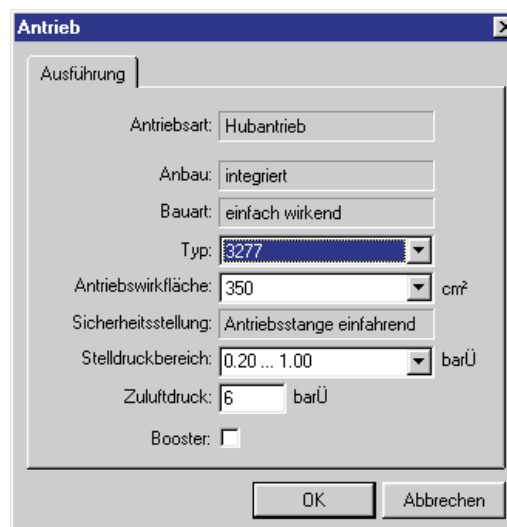 Antrieb
Ausführung
Antriebsart: Hubantrieb
Anbau: integriert
Bauart: einfach wirkend
Typ: 3277
Antriebswirkfläche: 350 cm²
Sicherheitsstellung: Antriebsstange einfahrend
Stelldruckbereich: 0.20 ... 1.00 barÜ
Zuluftdruck: 6 barÜ
Booster:
OK Abbrechen